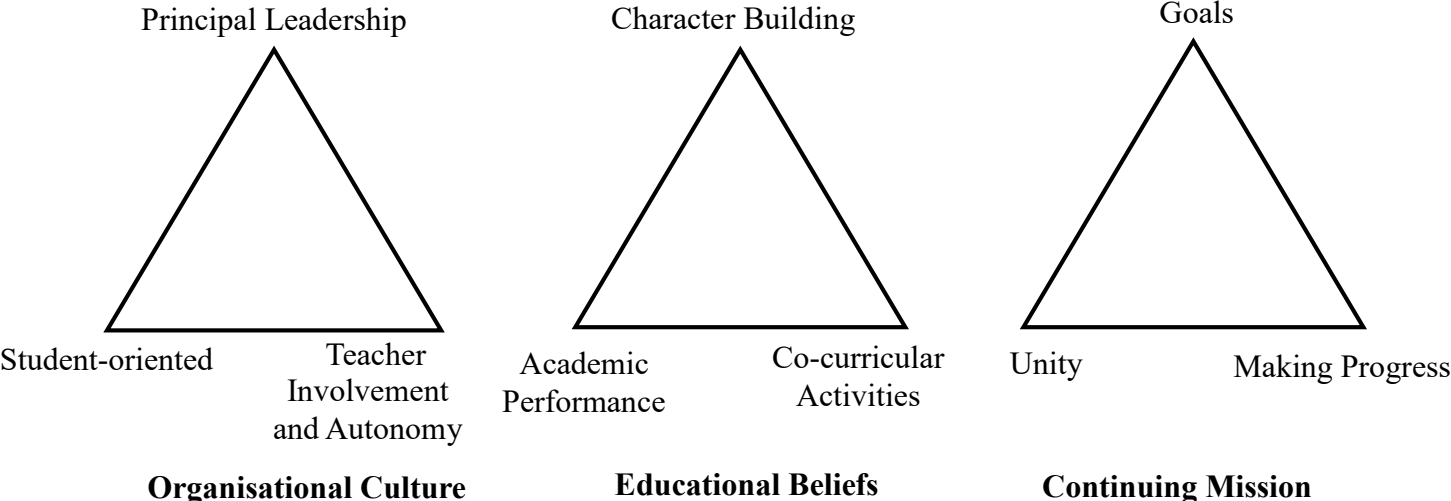 Principal Leadership
Student-oriented
Teacher
Involvement
and Autonomy
Organisational Culture
Character Building
Academic
Performance
Co-curricular
Activities
Educational Beliefs
Goals
Unity
Making Progress
Continuing Mission